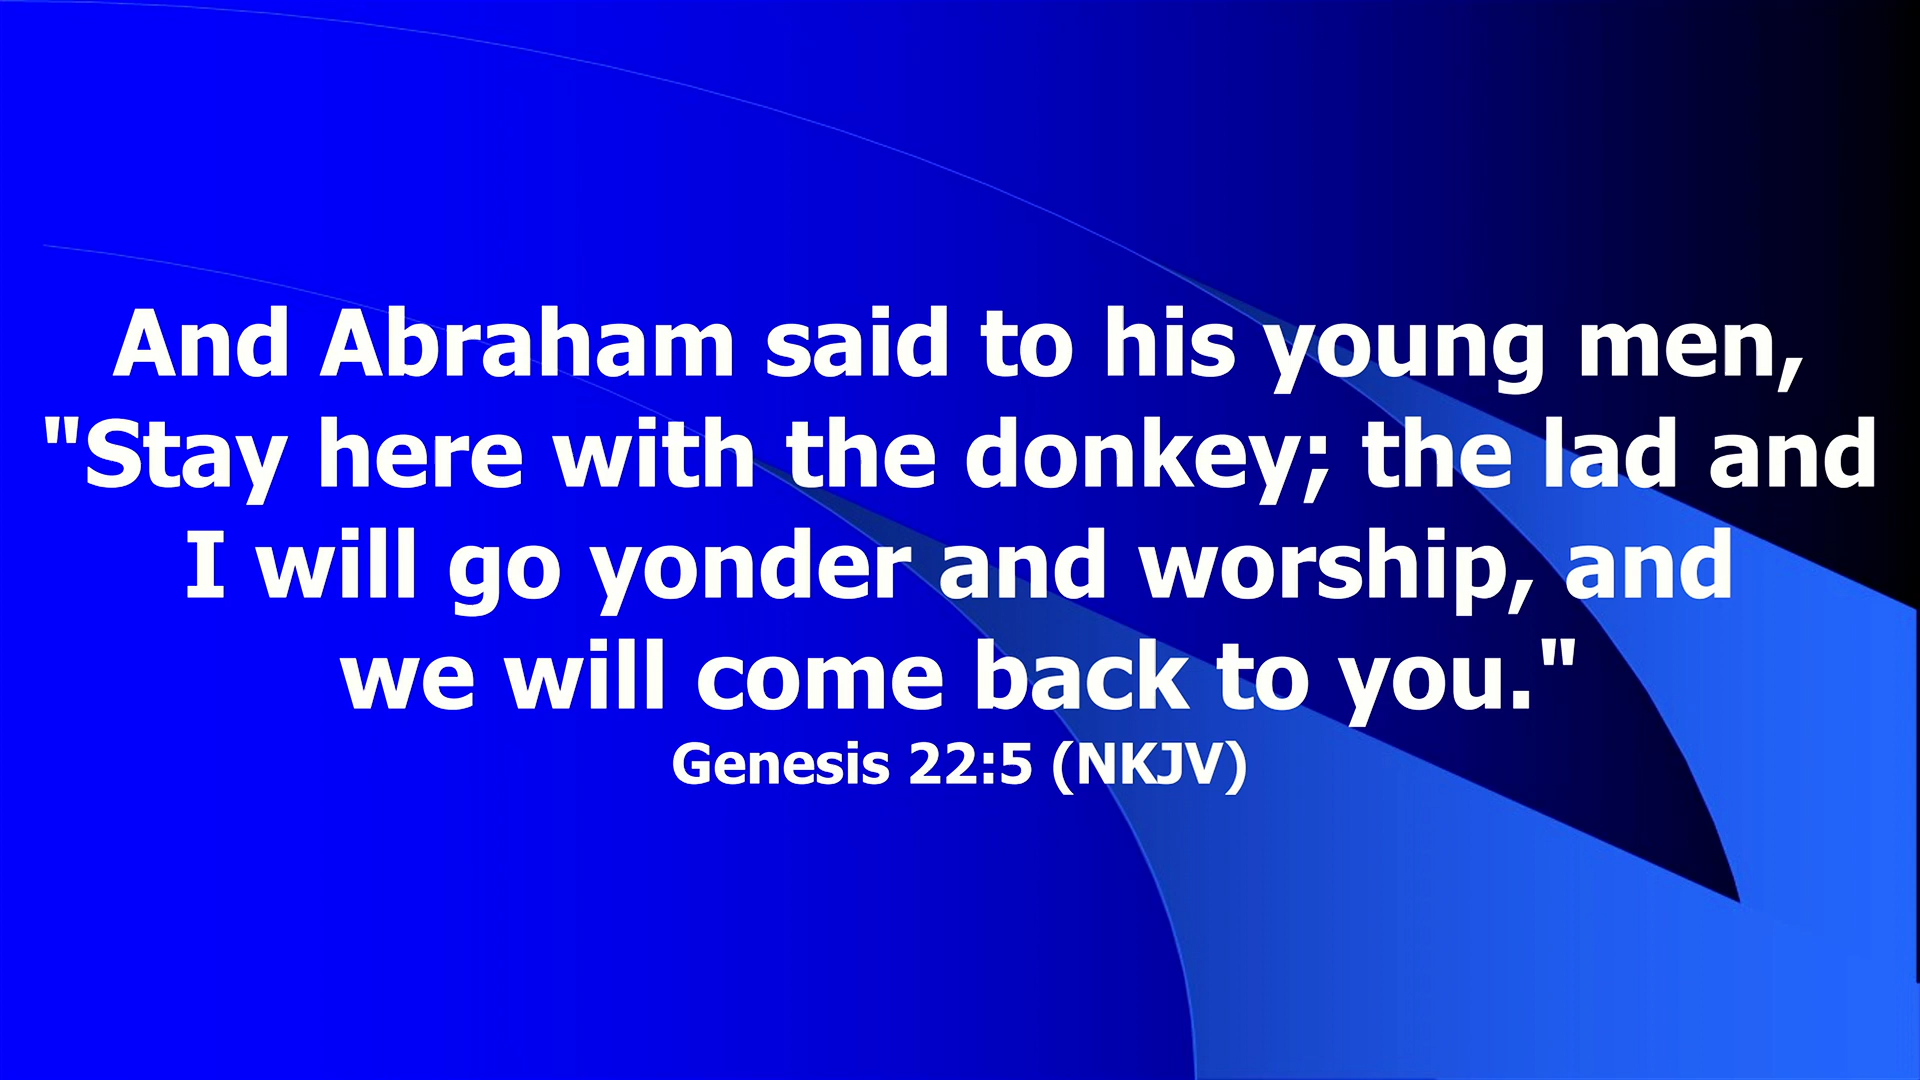 And Abraham said to his young men,
"Stay here with the donkey; the lad and
I will go yonder and worship, and
we will come back to you."
Genesis 22:5 (NKJV)